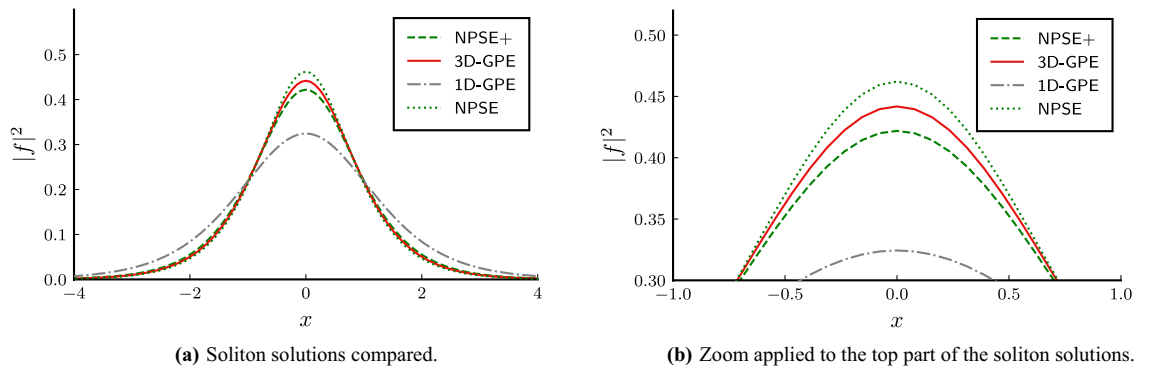 0.5
0.4
0.3
0.2
0.1
0.0
|f|²
−4
−2
0
2
4
x
NPSE+
3D-GPE
1D-GPE
NPSE
(a) Soliton solutions compared.
0.50
0.45
0.40
0.35
0.30
|f|²
−1.0
−0.5
0.0
0.5
1.0
x
NPSE+
3D-GPE
1D-GPE
NPSE
(b) Zoom applied to the top part of the soliton solutions.